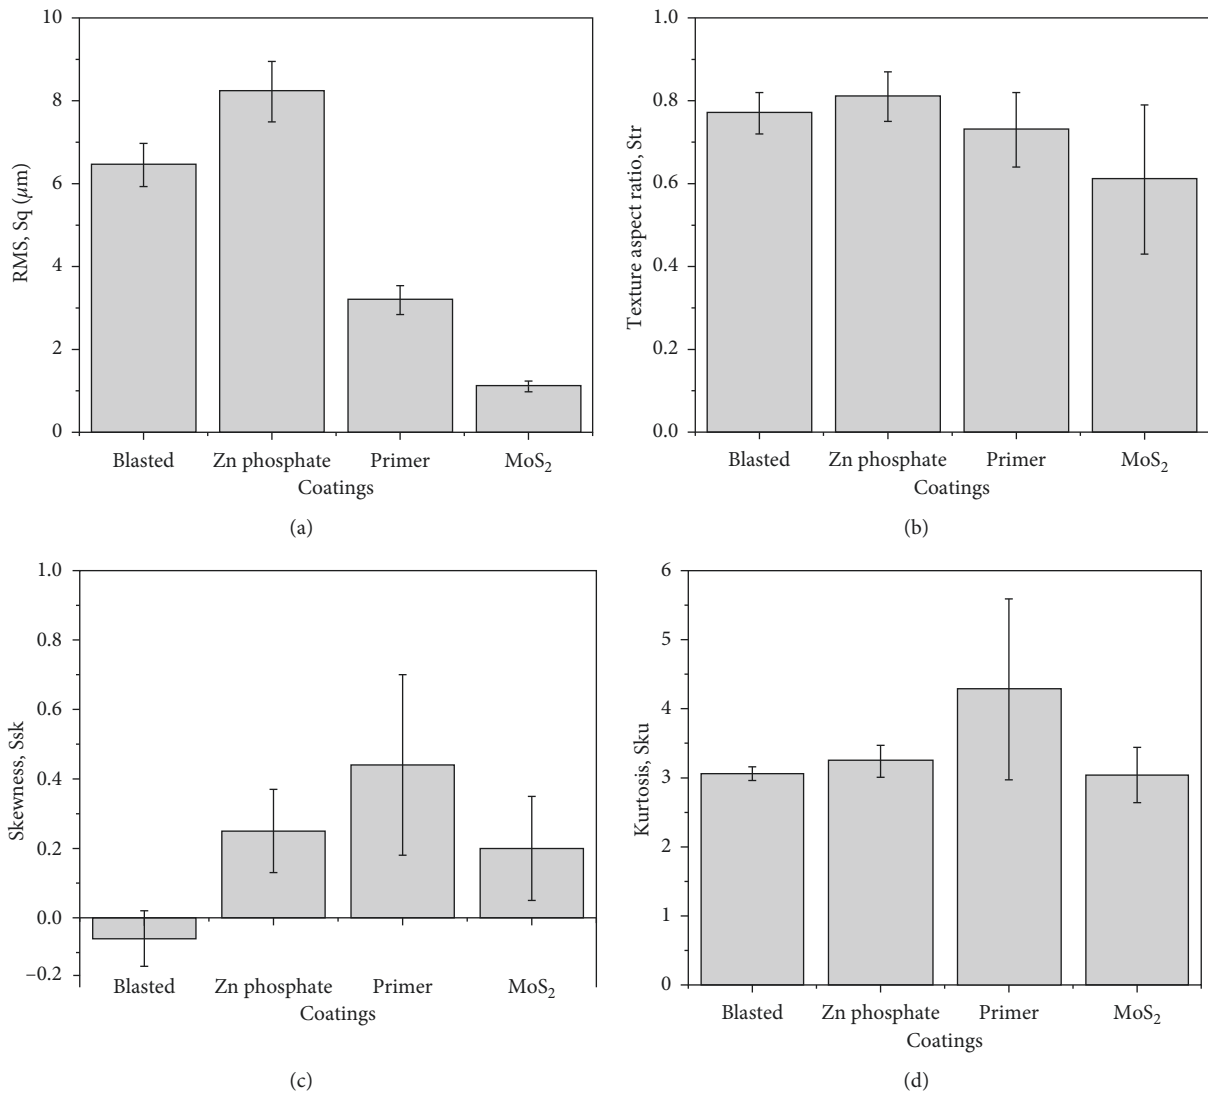 10
8
6
4
2
0
RMS, Sq (μm)
Blasted Zn phosphate Primer MoS₂
Coatings
(a)
1.0
0.8
0.6
0.4
0.2
0.0
Texture aspect ratio, Str
Blasted Zn phosphate Primer MoS₂
Coatings
(b)
1.0
0.8
0.6
0.4
0.2
0.0
–0.2
Skewness, Ssk
Blasted Zn phosphate Primer MoS₂
Coatings
(c)
6
5
4
3
2
1
0
Kurtosis, Sku
Blasted Zn phosphate Primer MoS₂
Coatings
(d)